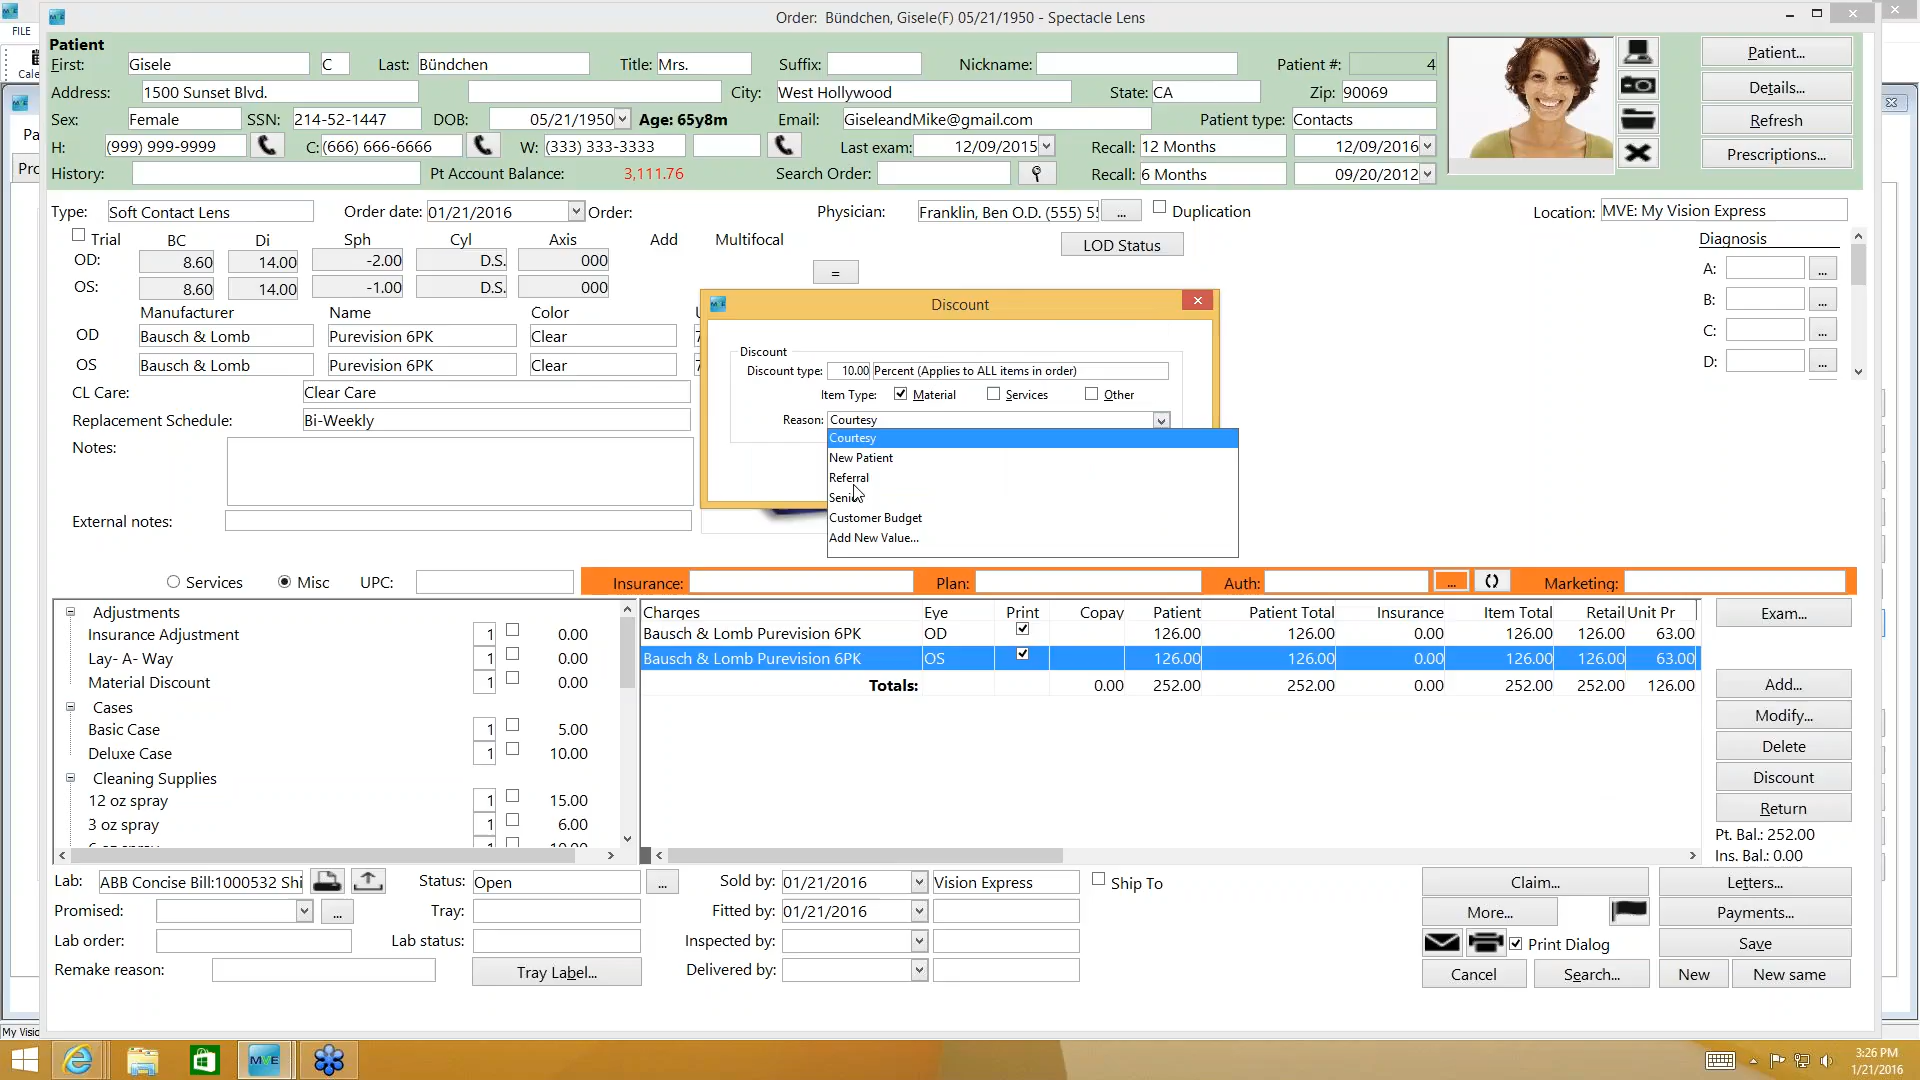 Order: Bündchen, Gisele(F) 05/21/1950 - Spectacle Lens
FILE
Cale
Pa
Pro
Patient
First: Gisele C Last: Bündchen Title: Mrs. Suffix: Nickname: Patient #: 4
Address: 1500 Sunset Blvd. City: West Hollywood State: CA Zip: 90069
Sex: Female SSN: 214-52-1447 DOB: 05/21/1950 Age: 65y8m Email: GiseleandMike@gmail.com Patient type: Contacts
H: (999) 999-9999 C: (666) 666-6666 W: (333) 333-3333 Last exam: 12/09/2015 Recall: 12 Months 12/09/2016
History: Pt Account Balance: 3,111.76 Search Order: Recall: 6 Months 09/20/2012
Patient...
Details...
Refresh
Prescriptions...
Type: Soft Contact Lens Order date: 01/21/2016 Order: Physician: Franklin, Ben O.D. (555) 5 ... Duplication Location: MVE: My Vision Express
Trial BC Di Sph Cyl Axis Add Multifocal LOD Status
OD: 8.60 14.00 -2.00 D.S. 000
OS: 8.60 14.00 -1.00 D.S. 000
=
Manufacturer Name Color
OD Bausch & Lomb Purevision 6PK Clear
OS Bausch & Lomb Purevision 6PK Clear
CL Care: Clear Care
Replacement Schedule: Bi-Weekly
Notes:
External notes:
Diagnosis
A: ...
B: ...
C: ...
D: ...
Discount
Discount
Discount type: 10.00 Percent (Applies to ALL items in order)
Item Type: Material Services Other
Reason: Courtesy
Courtesy
New Patient
Referral
Senior
Customer Budget
Add New Value...
Services Misc UPC: Insurance: Plan: Auth: ... Marketing:
Adjustments
Insurance Adjustment 1 0.00
Lay- A- Way 1 0.00
Material Discount 1 0.00
Cases
Basic Case 1 5.00
Deluxe Case 1 10.00
Cleaning Supplies
12 oz spray 1 15.00
3 oz spray 1 6.00
Charges Eye Print Copay Patient Patient Total Insurance Item Total Retail Unit Pr
Bausch & Lomb Purevision 6PK OD 126.00 126.00 0.00 126.00 126.00 63.00
Bausch & Lomb Purevision 6PK OS 126.00 126.00 0.00 126.00 126.00 63.00
Totals: 0.00 252.00 252.00 0.00 252.00 252.00 126.00
Exam...
Add...
Modify...
Delete
Discount
Return
Pt. Bal.: 252.00
Ins. Bal.: 0.00
Lab: ABB Concise Bill:1000532 Shi Status: Open ... Sold by: 01/21/2016 Vision Express Ship To
Promised: ... Tray: Fitted by: 01/21/2016
Lab order: Lab status: Inspected by:
Remake reason: Tray Label... Delivered by:
Claim... Letters...
More... Payments...
Print Dialog Save
Cancel Search... New New same
My Visio
MVE
3:26 PM
1/21/2016